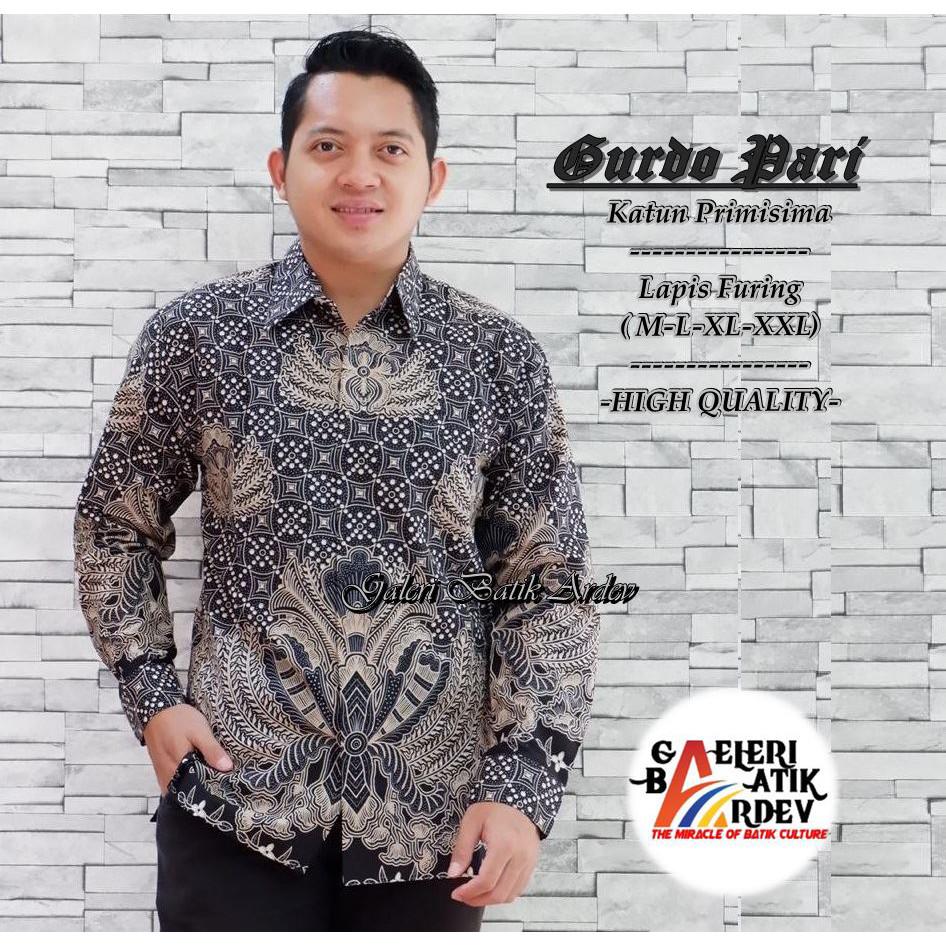 Gurdo Pari
Katun Primisima
----------------
Lapis Furing
( M-L-XL-XXL)
----------------
-HIGH QUALITY-
Galeri Batik Ardev
GAELERI
BATIK
ARDEV
THE MIRACLE OF BATIK CULTURE